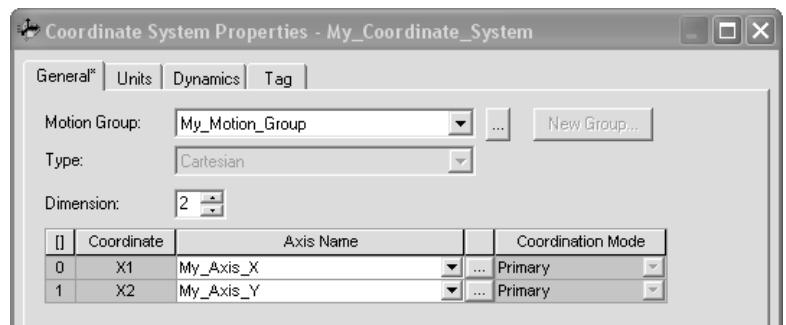 Coordinate System Properties - My_Coordinate_System
General* Units Dynamics Tag
Motion Group: My_Motion_Group ... New Group...
Type: Cartesian
Dimension: 2
[] Coordinate Axis Name Coordination Mode
0 X1 My_Axis_X ... Primary
1 X2 My_Axis_Y ... Primary